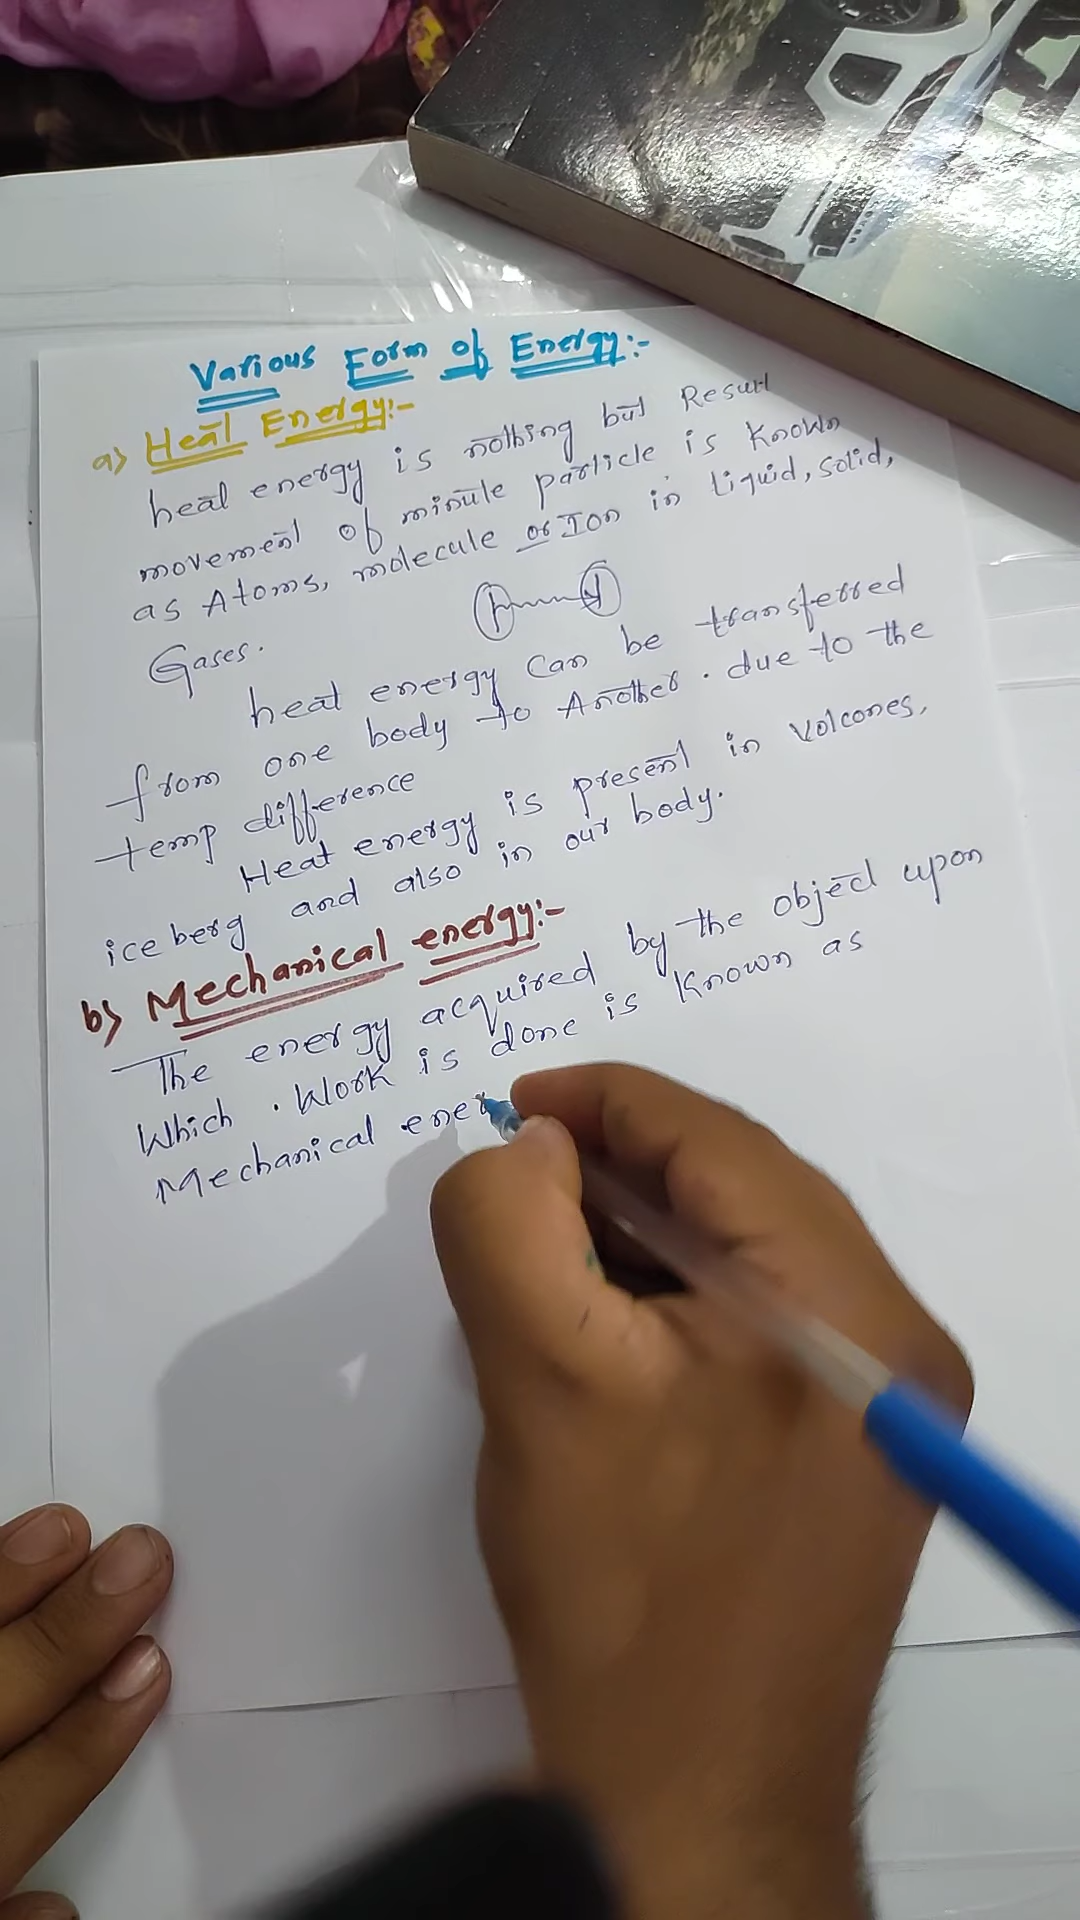 Various Form of Energy:-
a) Heat Energy:-
heat energy is nothing but Result
movement of minute particle is known
as Atoms, molecule or Ion in liquid, solid,
Gases.
heat energy can be transferred
from one body to Another. due to the
temp difference
Heat energy is present in volcones,
ice berg and also in our body.
b) Mechanical energy:-
The energy acquired by the object upon
Which . Work is done is known as
Mechanical ener